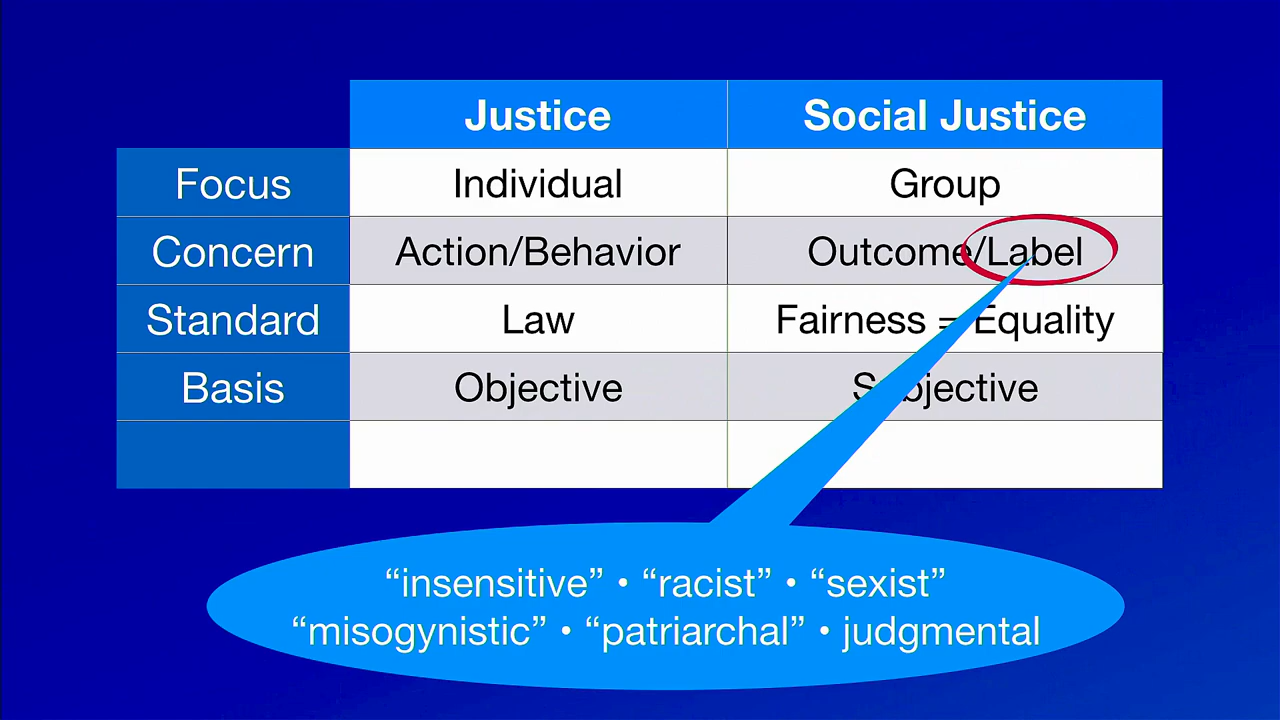 Justice Social Justice
Focus Individual Group
Concern Action/Behavior Outcome/Label
Standard Law Fairness = Equality
Basis Objective Subjective
“insensitive” • “racist” • “sexist”
“misogynistic” • “patriarchal” • judgmental